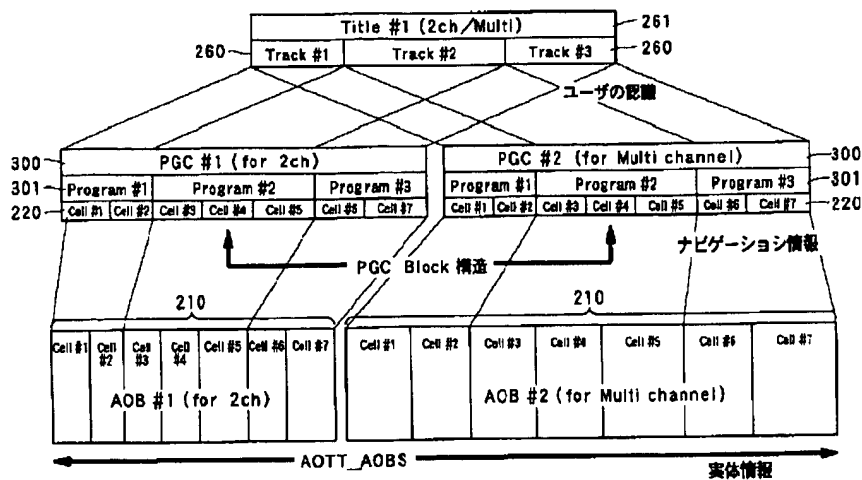 Title #1 (2ch/Multi) 261
260 Track #1 Track #2 Track #3 260
ユーザの認識
300 PGC #1 (for 2ch) PGC #2 (for Multi channel) 300
301 Program #1 Program #2 Program #3 Program #1 Program #2 Program #3 301
220 Cell #1 Cell #2 Cell #3 Cell #4 Cell #5 Cell #6 Cell #7 Cell #1 Cell #2 Cell #3 Cell #4 Cell #5 Cell #6 Cell #7 220
ナビゲーション情報
PGC Block 構造
210 210
Cell #1 Cell #2 Cell #3 Cell #4 Cell #5 Cell #6 Cell #7 Cell #1 Cell #2 Cell #3 Cell #4 Cell #5 Cell #6 Cell #7
AOB #1 (for 2ch) AOB #2 (for Multi channel)
AOTT_AOBS
実体情報